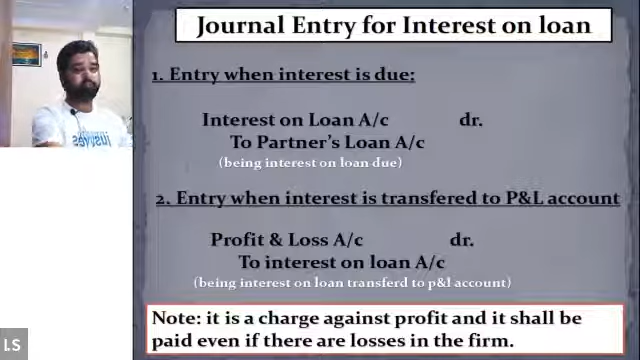 Journal Entry for Interest on loan
1. Entry when interest is due:
Interest on Loan A/c dr.
To Partner's Loan A/c
(being interest on loan due)
2. Entry when interest is transfered to P&L account
Profit & Loss A/c dr.
To interest on loan A/c
(being interest on loan transferd to p&l account)
Note: it is a charge against profit and it shall be
paid even if there are losses in the firm.
I.S